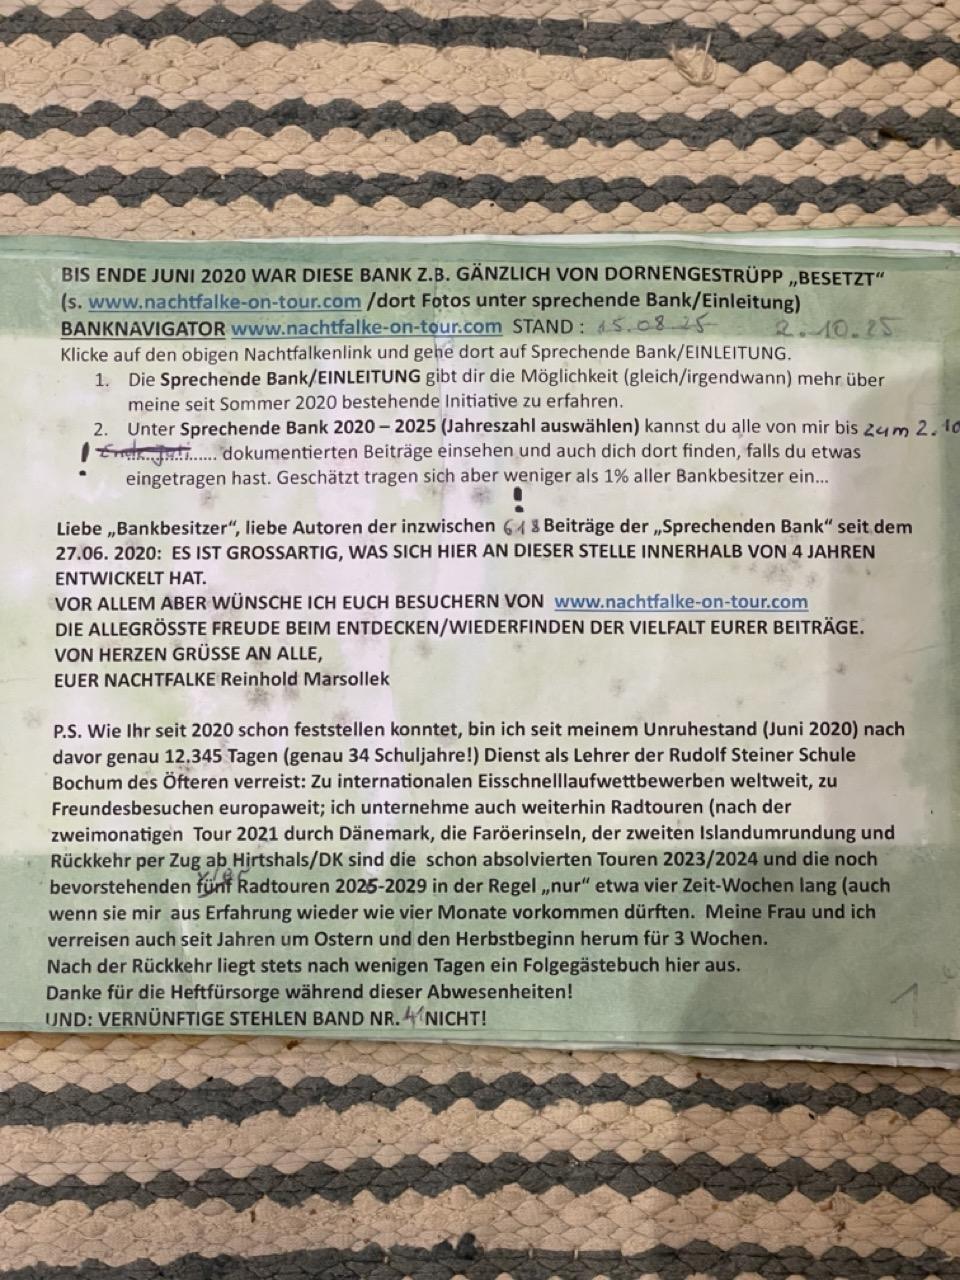 BIS ENDE JUNI 2020 WAR DIESE BANK Z.B. GÄNZLICH VON DORNENGESTRÜPP „BESETZT“
(s. www.nachtfalke-on-tour.com /dort Fotos unter sprechende Bank/Einleitung)
BANKNAVIGATOR www.nachtfalke-on-tour.com STAND : 15.08.25 2.10.25
Klicke auf den obigen Nachtfalkenlink und gehe dort auf Sprechende Bank/EINLEITUNG.
1. Die Sprechende Bank/EINLEITUNG gibt dir die Möglichkeit (gleich/irgendwann) mehr über
meine seit Sommer 2020 bestehende Initiative zu erfahren.
2. Unter Sprechende Bank 2020 – 2025 (Jahreszahl auswählen) kannst du alle von mir bis zum 2.10
! ...... dokumentierten Beiträge einsehen und auch dich dort finden, falls du etwas
eingetragen hast. Geschätzt tragen sich aber weniger als 1% aller Bankbesitzer ein...
!
Liebe „Bankbesitzer“, liebe Autoren der inzwischen 618 Beiträge der „Sprechenden Bank“ seit dem
27.06. 2020: ES IST GROSSARTIG, WAS SICH HIER AN DIESER STELLE INNERHALB VON 4 JAHREN
ENTWICKELT HAT.
VOR ALLEM ABER WÜNSCHE ICH EUCH BESUCHERN VON www.nachtfalke-on-tour.com
DIE ALLEGRÖSSTE FREUDE BEIM ENTDECKEN/WIEDERFINDEN DER VIELFALT EURER BEITRÄGE.
VON HERZEN GRÜSSE AN ALLE,
EUER NACHTFALKE Reinhold Marsollek
P.S. Wie Ihr seit 2020 schon feststellen konntet, bin ich seit meinem Unruhestand (Juni 2020) nach
davor genau 12.345 Tagen (genau 34 Schuljahre!) Dienst als Lehrer der Rudolf Steiner Schule
Bochum des Öfteren verreist: Zu internationalen Eisschnelllaufwettbewerben weltweit, zu
Freundesbesuchen europaweit; ich unternehme auch weiterhin Radtouren (nach der
zweimonatigen Tour 2021 durch Dänemark, die Faröerinseln, der zweiten Islandumrundung und
Rückkehr per Zug ab Hirtshals/DK sind die schon absolvierten Touren 2023/2024 und die noch
vier
bevorstehenden fünf Radtouren 2025-2029 in der Regel „nur“ etwa vier Zeit-Wochen lang (auch
wenn sie mir aus Erfahrung wieder wie vier Monate vorkommen dürften. Meine Frau und ich
verreisen auch seit Jahren um Ostern und den Herbstbeginn herum für 3 Wochen.
Nach der Rückkehr liegt stets nach wenigen Tagen ein Folgegästebuch hier aus.
Danke für die Heftfürsorge während dieser Abwesenheiten!
UND: VERNÜNFTIGE STEHLEN BAND NR. 41 NICHT!
1